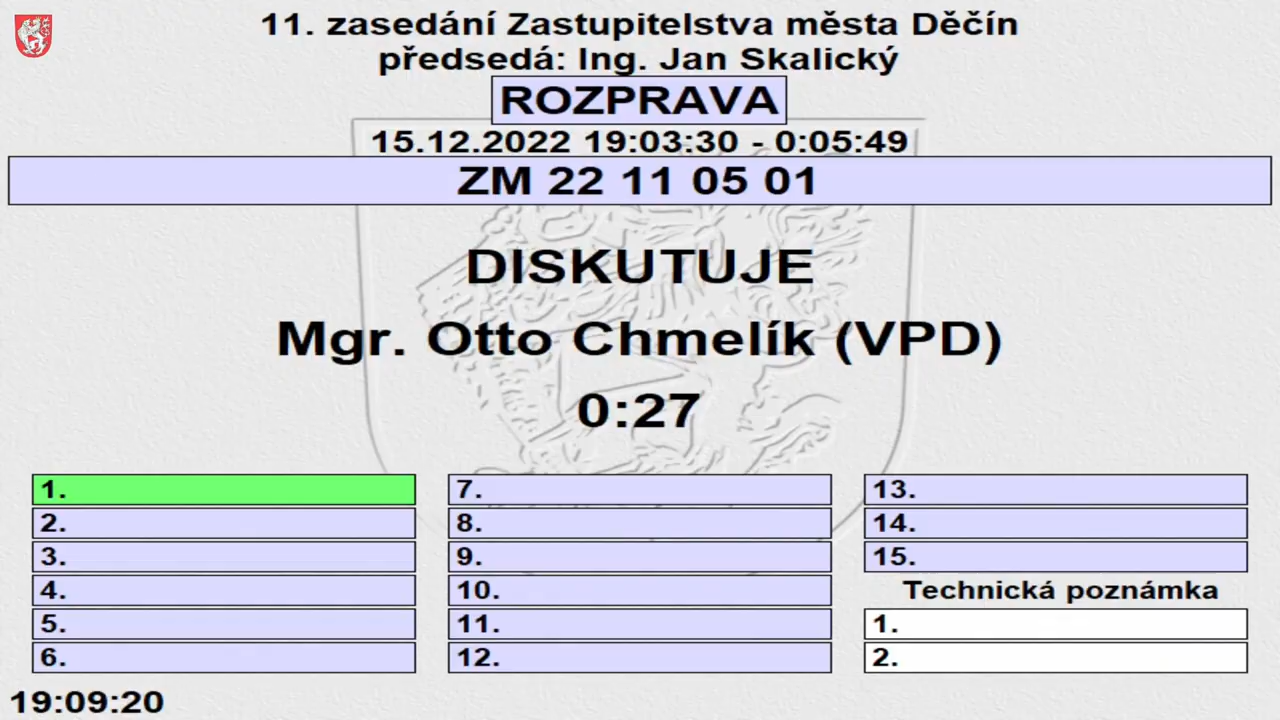 11. zasedání Zastupitelstva města Děčín
předsedá: Ing. Jan Skalický
ROZPRAVA
15.12.2022 19:03:30 - 0:05:49
ZM 22 11 05 01
DISKUTUJE
Mgr. Otto Chmelík (VPD)
0:27
1.
2.
3.
4.
5.
6.
7.
8.
9.
10.
11.
12.
13.
14.
15.
Technická poznámka
1.
2.
19:09:20